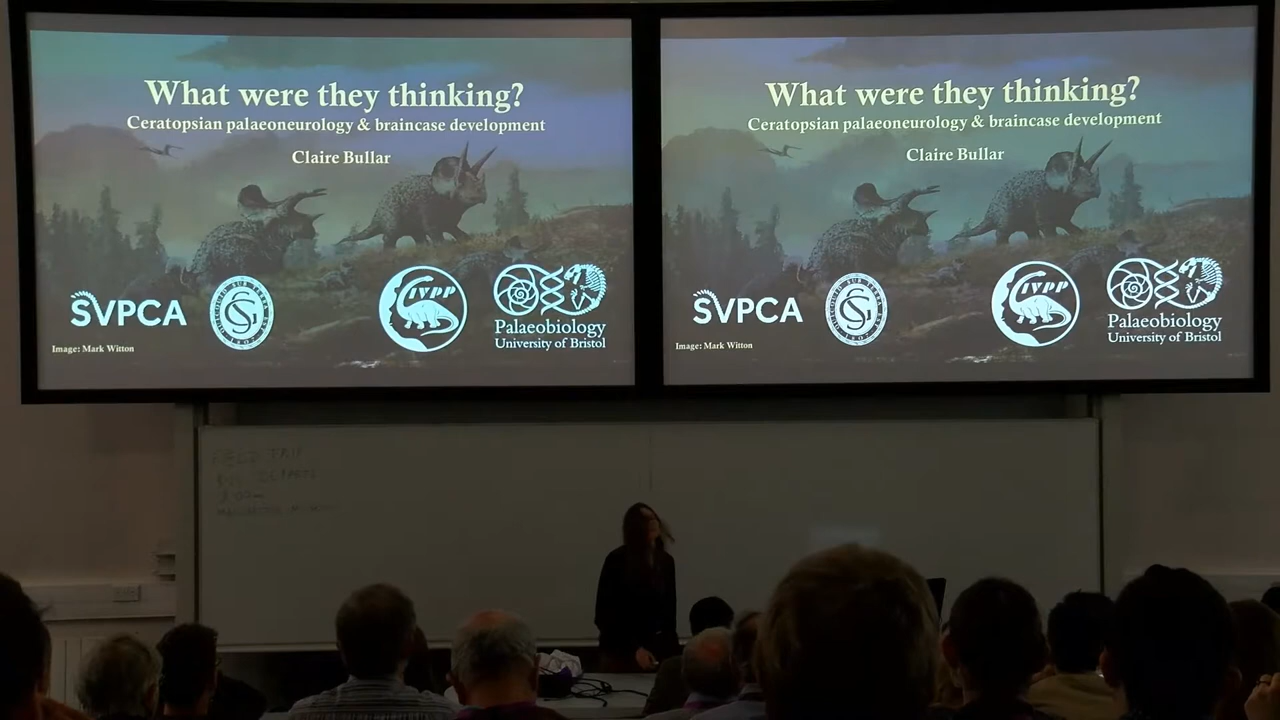 What were they thinking?
Ceratopsian palaeoneurology & braincase development
Claire Bullar
SVPCA
IVPP
Palaeobiology
University of Bristol
Image: Mark Witton
What were they thinking?
Ceratopsian palaeoneurology & braincase development
Claire Bullar
SVPCA
IVPP
Palaeobiology
University of Bristol
Image: Mark Witton
FIELD TRIP